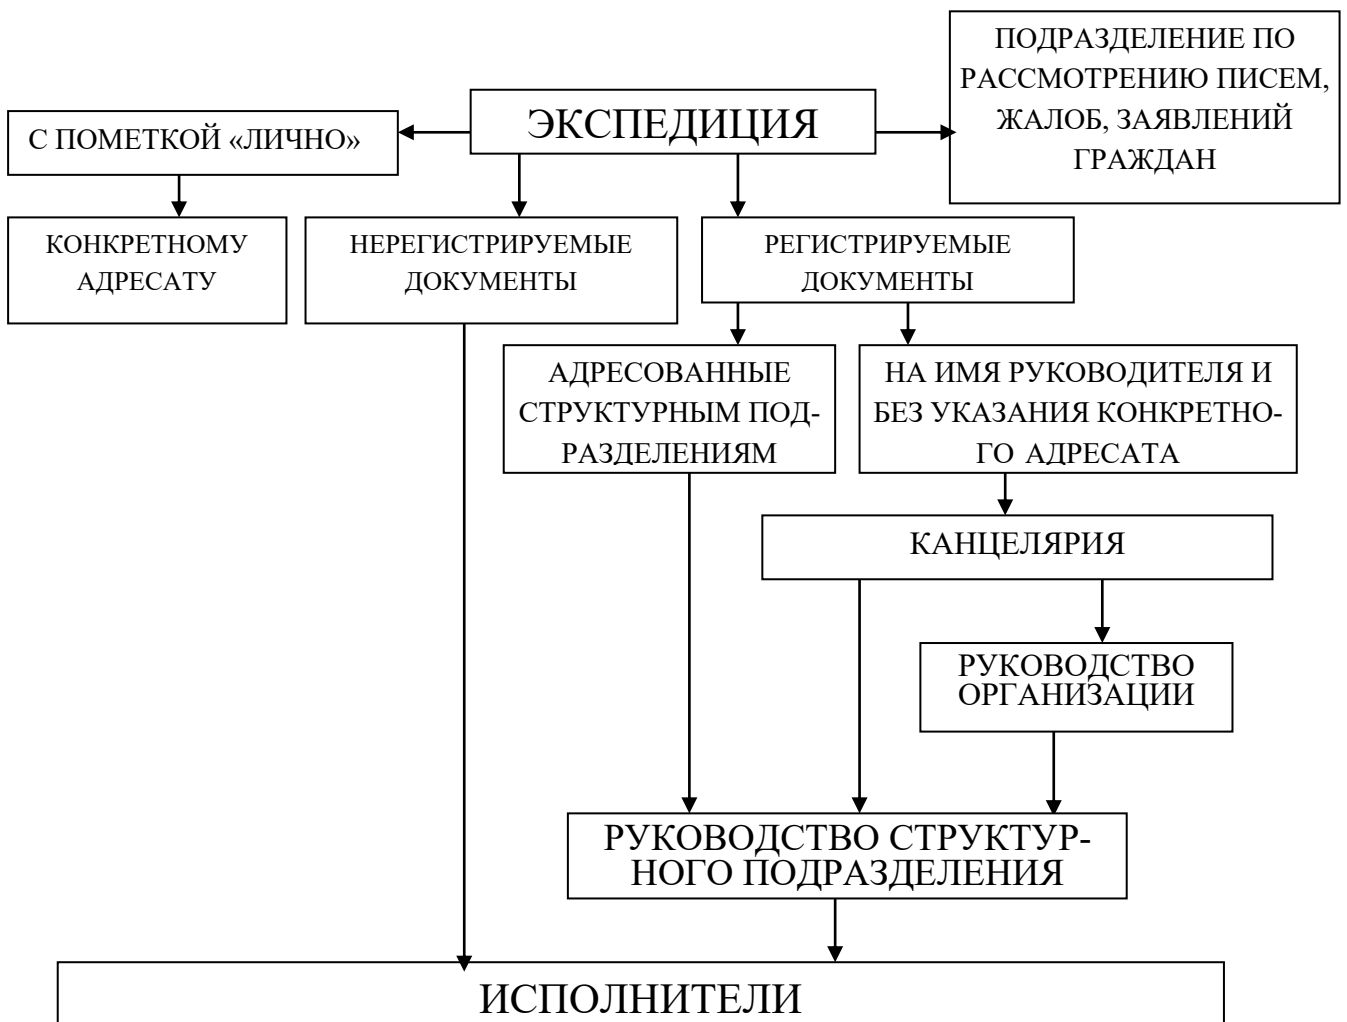 ПОДРАЗДЕЛЕНИЕ ПО
РАССМОТРЕНИЮ ПИСЕМ,
ЖАЛОБ, ЗАЯВЛЕНИЙ
ГРАЖДАН
ЭКСПЕДИЦИЯ
С ПОМЕТКОЙ «ЛИЧНО»
КОНКРЕТНОМУ
АДРЕСАТУ
НЕРЕГИСТРИРУЕМЫЕ
ДОКУМЕНТЫ
РЕГИСТРИРУЕМЫЕ
ДОКУМЕНТЫ
АДРЕСОВАННЫЕ
СТРУКТУРНЫМ ПОД-
РАЗДЕЛЕНИЯМ
НА ИМЯ РУКОВОДИТЕЛЯ И
БЕЗ УКАЗАНИЯ КОНКРЕТНО-
ГО АДРЕСАТА
КАНЦЕЛЯРИЯ
РУКОВОДСТВО
ОРГАНИЗАЦИИ
РУКОВОДСТВО СТРУКТУР-
НОГО ПОДРАЗДЕЛЕНИЯ
ИСПОЛНИТЕЛИ